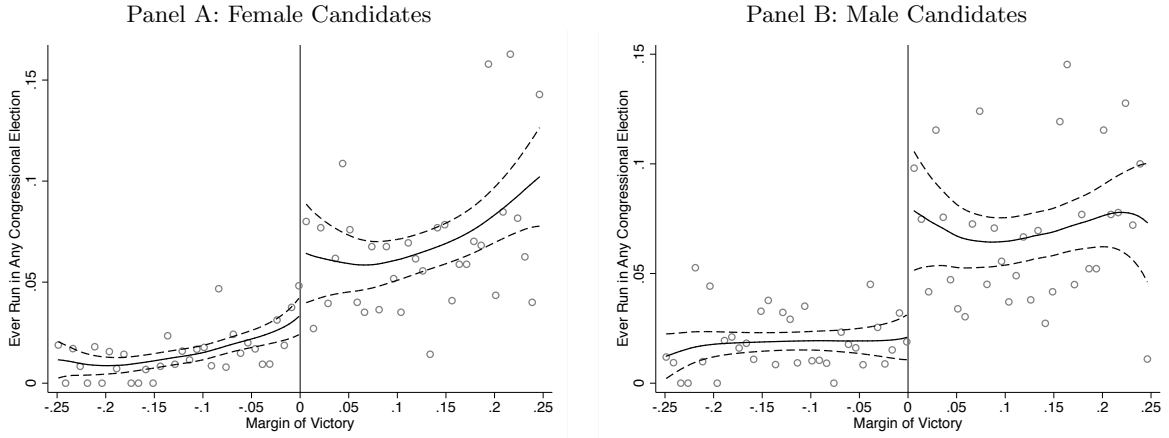 Panel A: Female Candidates
Ever Run in Any Congressional Election
.15
.1
.05
0
-.25 -.2 -.15 -.1 -.05 0 .05 .1 .15 .2 .25
Margin of Victory
Panel B: Male Candidates
Ever Run in Any Congressional Election
.15
.1
.05
0
-.25 -.2 -.15 -.1 -.05 0 .05 .1 .15 .2 .25
Margin of Victory